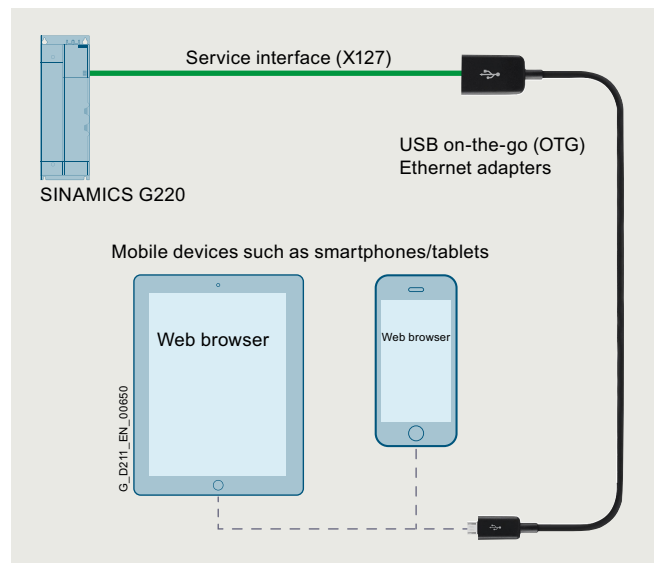 Service interface (X127)
USB on-the-go (OTG)
Ethernet adapters
SINAMICS G220
Mobile devices such as smartphones/tablets
Web browser
Web browser
G_D211_EN_00650